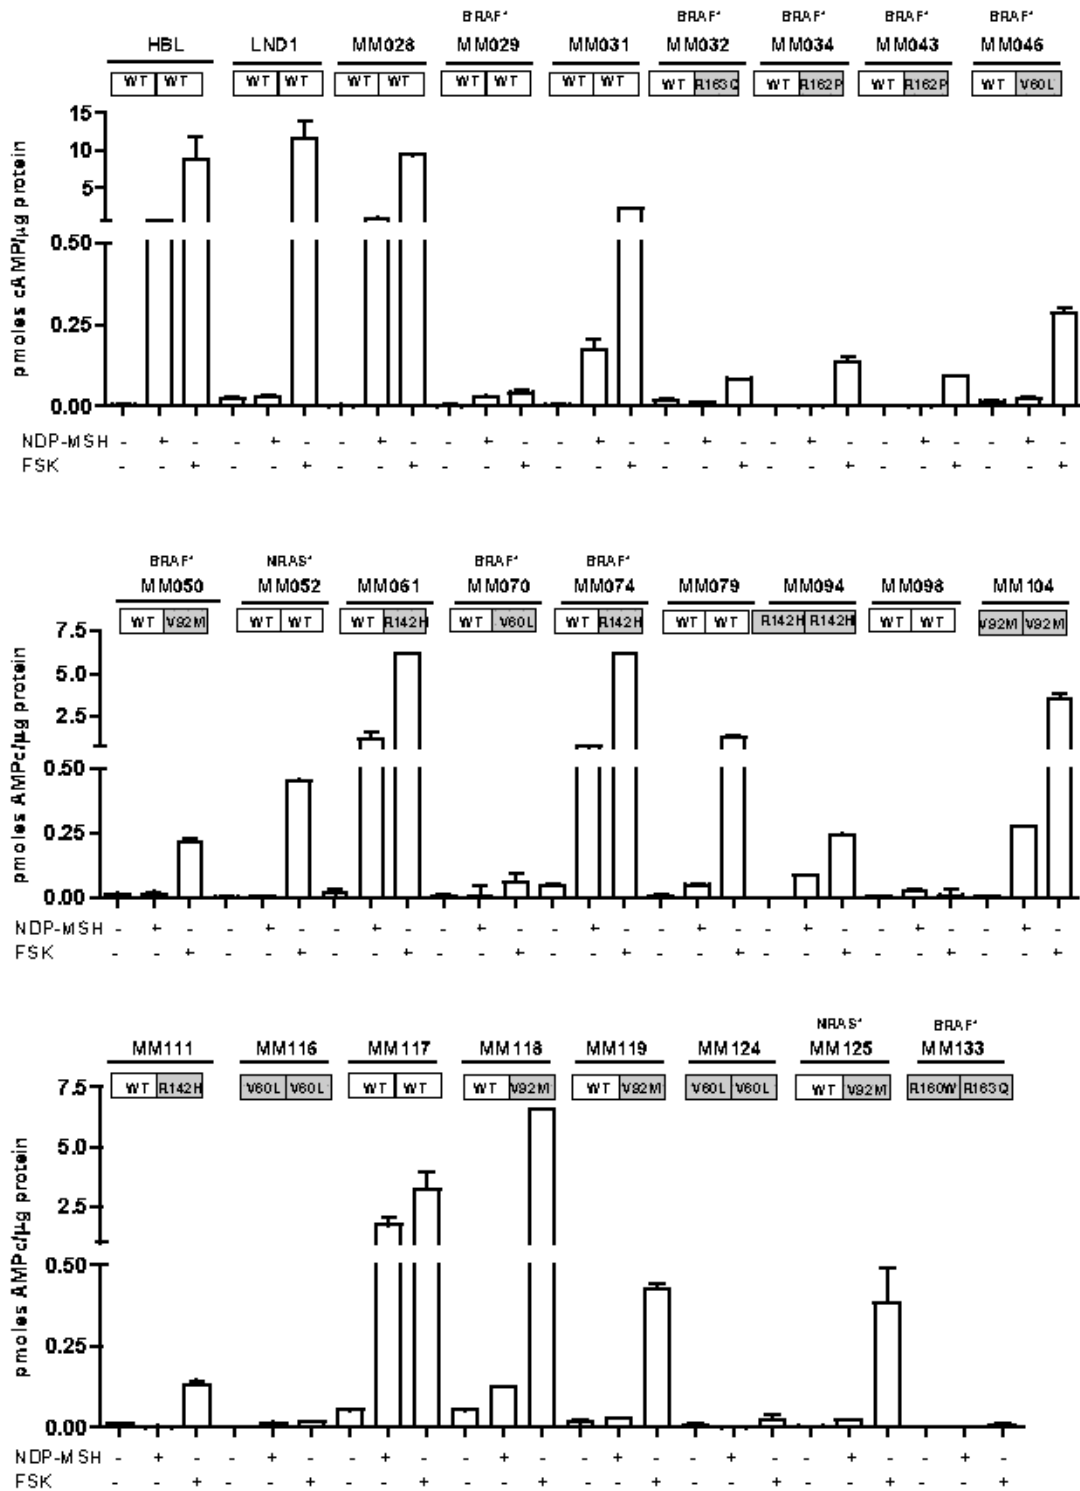 BRAF* BRAF* BRAF* BRAF* BRAF*
HBL LND1 MM028 MM029 MM031 MM032 MM034 MM043 MM046
WT WT WT WT WT WT WT WT WT WT WT R163Q WT R162P WT R162P WT V60L
15
10
5
0.50
0.25
0.00
pmoles cAMP/µg protein
NDP-MSH - + - - + - - + - - + - - + - - + - - + - - + - - + -
FSK - - + - - + - - + - - + - - + - - + - - + - - + - - +
BRAF* NRAS* BRAF* BRAF*
MM050 MM052 MM061 MM070 MM074 MM079 MM094 MM098 MM104
WT V92M WT WT WT R142H WT V60L WT R142H WT WT R142H R142H WT WT V92M V92M
7.5
5.0
2.5
0.50
0.25
0.00
pmoles AMPc/µg protein
NDP-MSH - + - - + - - + - - + - - + - - + - - + - - + - - + -
FSK - - + - - + - - + - - + - - + - - + - - + - - + - - +
NRAS* BRAF*
MM111 MM116 MM117 MM118 MM119 MM124 MM125 MM133
WT R142H V60L V60L WT WT WT V92M WT V92M V60L V60L WT V92M R160W R163Q
7.5
5.0
2.5
0.50
0.25
0.00
pmoles AMPc/µg protein
NDP-MSH - + - - + - - + - - + - - + - - + - - + - - + -
FSK - - + - - + - - + - - + - - + - - + - - + - - +